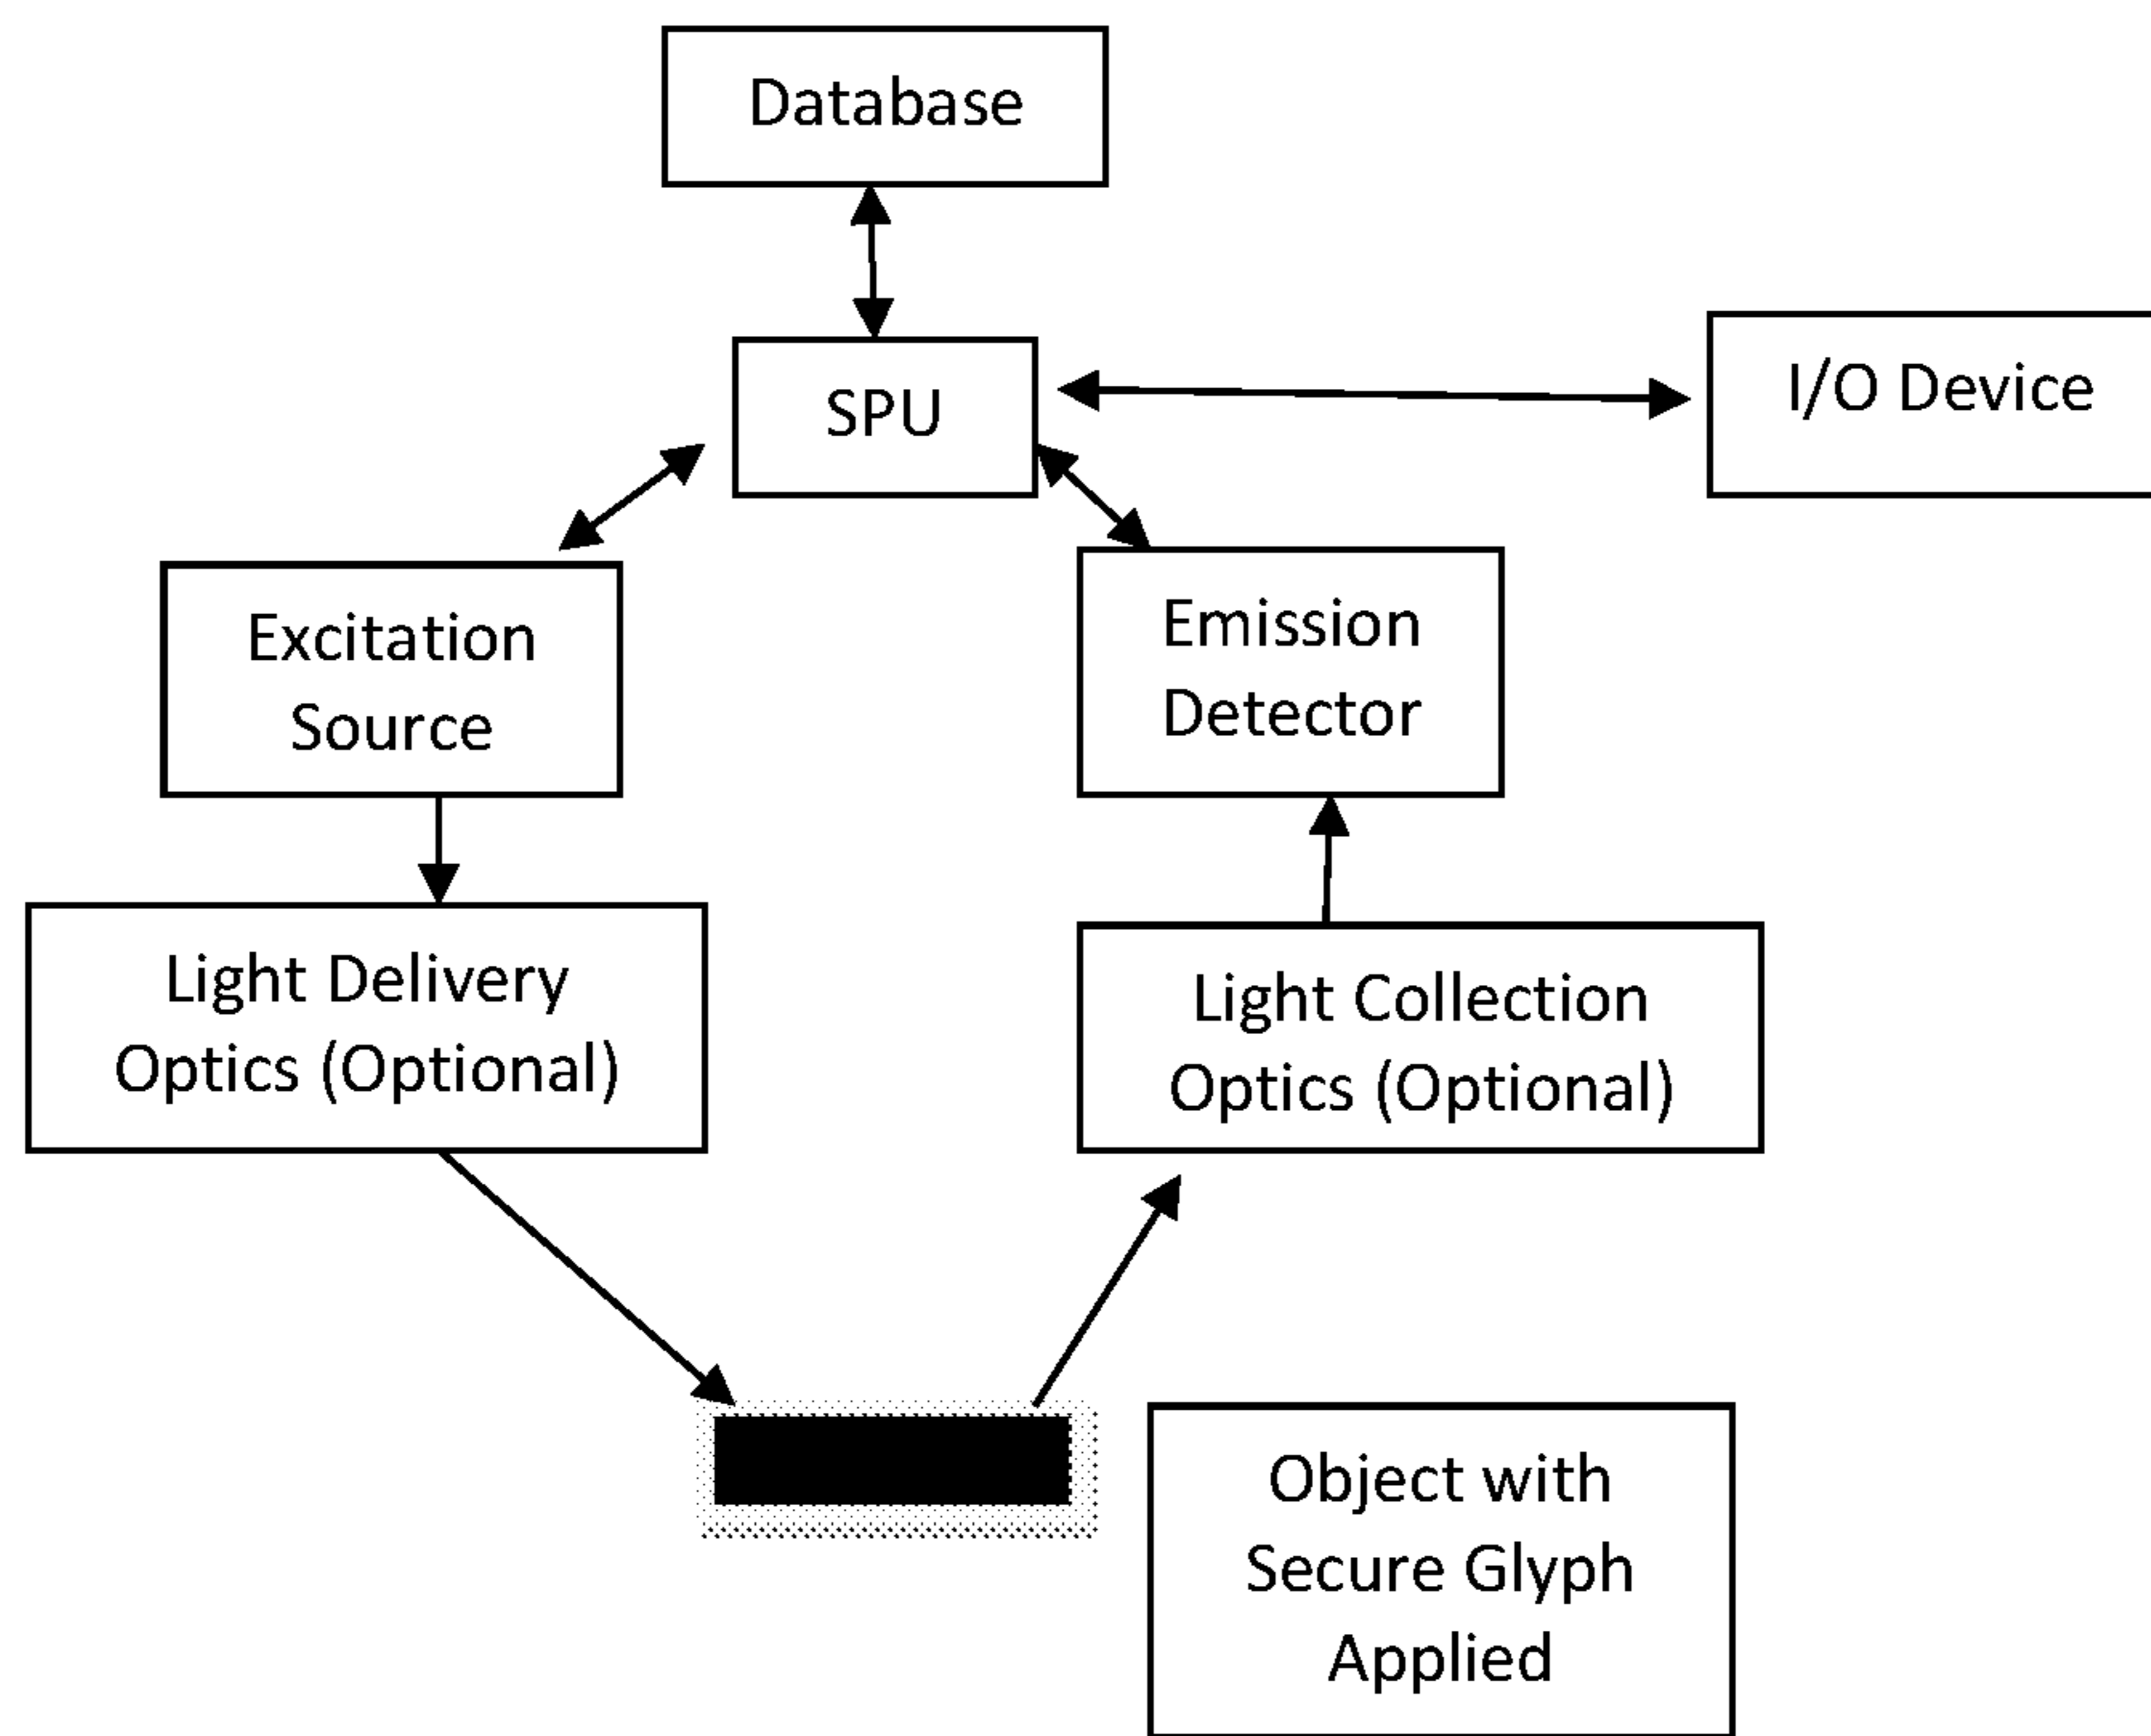 Database
SPU
I/O Device
Excitation
Source
Emission
Detector
Light Delivery
Optics (Optional)
Light Collection
Optics (Optional)
Object with
Secure Glyph
Applied